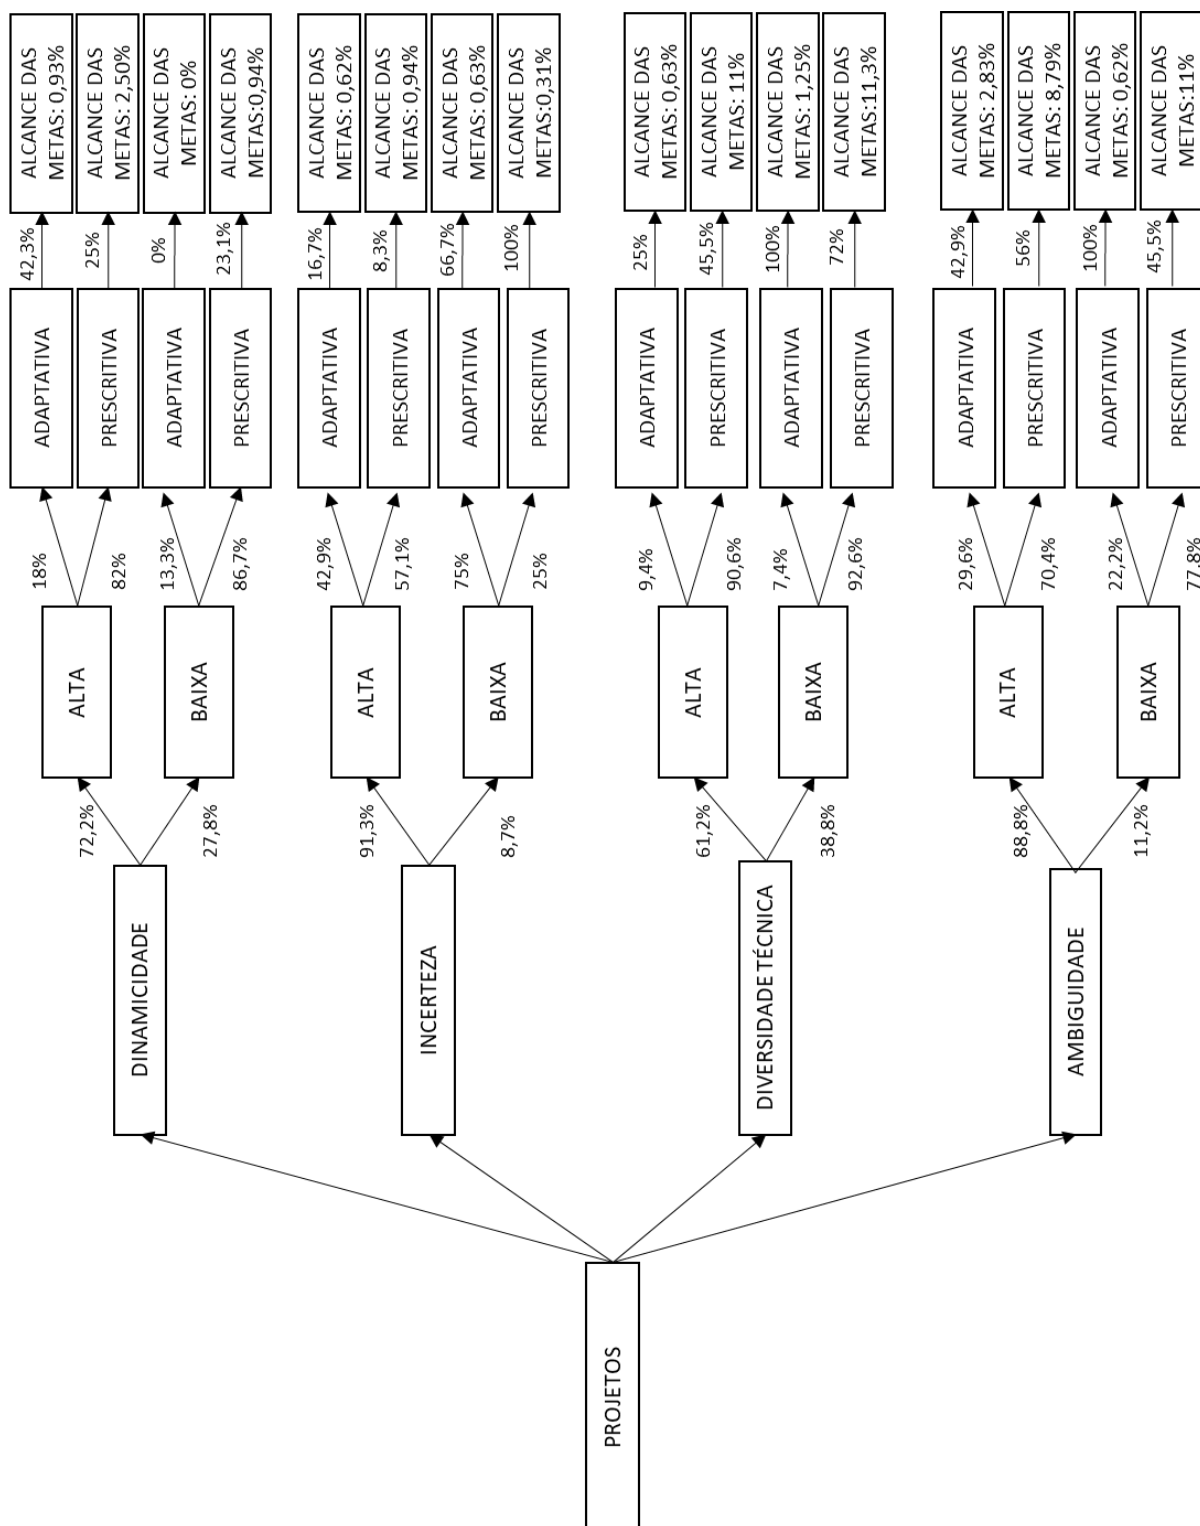 PROJETOS
DINAMICIDADE
72,2%
27,8%
ALTA
BAIXA
18%
82%
13,3%
86,7%
ADAPTATIVA
PRESCRITIVA
ADAPTATIVA
PRESCRITIVA
42,3%
25%
0%
23,1%
ALCANCE DAS
METAS: 0,93%
ALCANCE DAS
METAS: 2,50%
ALCANCE DAS
METAS: 0%
ALCANCE DAS
METAS:0,94%
INCERTEZA
91,3%
8,7%
ALTA
BAIXA
42,9%
57,1%
75%
25%
ADAPTATIVA
PRESCRITIVA
ADAPTATIVA
PRESCRITIVA
16,7%
8,3%
66,7%
100%
ALCANCE DAS
METAS: 0,62%
ALCANCE DAS
METAS: 0,94%
ALCANCE DAS
METAS: 0,63%
ALCANCE DAS
METAS:0,31%
DIVERSIDADE TÉCNICA
61,2%
38,8%
ALTA
BAIXA
9,4%
90,6%
7,4%
92,6%
ADAPTATIVA
PRESCRITIVA
ADAPTATIVA
PRESCRITIVA
25%
45,5%
100%
72%
ALCANCE DAS
METAS: 0,63%
ALCANCE DAS
METAS: 11%
ALCANCE DAS
METAS: 1,25%
ALCANCE DAS
METAS:11,3%
AMBIGUIDADE
88,8%
11,2%
ALTA
BAIXA
29,6%
70,4%
22,2%
77,8%
ADAPTATIVA
PRESCRITIVA
ADAPTATIVA
PRESCRITIVA
42,9%
56%
100%
45,5%
ALCANCE DAS
METAS: 2,83%
ALCANCE DAS
METAS: 8,79%
ALCANCE DAS
METAS: 0,62%
ALCANCE DAS
METAS:11%